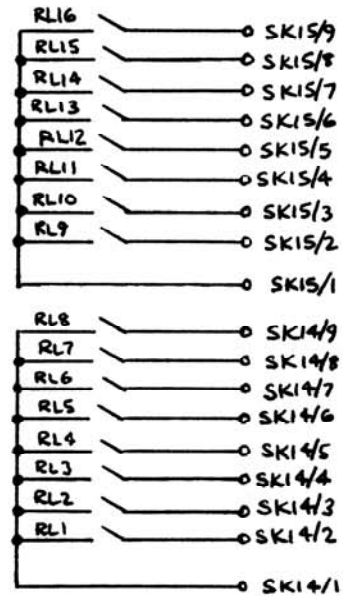 RL16 SK15/9
RL15 SK15/8
RL14 SK15/7
RL13 SK15/6
RL12 SK15/5
RL11 SK15/4
RL10 SK15/3
RL9 SK15/2
SK15/1
RL8 SK14/9
RL7 SK14/8
RL6 SK14/7
RL5 SK14/6
RL4 SK14/5
RL3 SK14/4
RL2 SK14/3
RL1 SK14/2
SK14/1